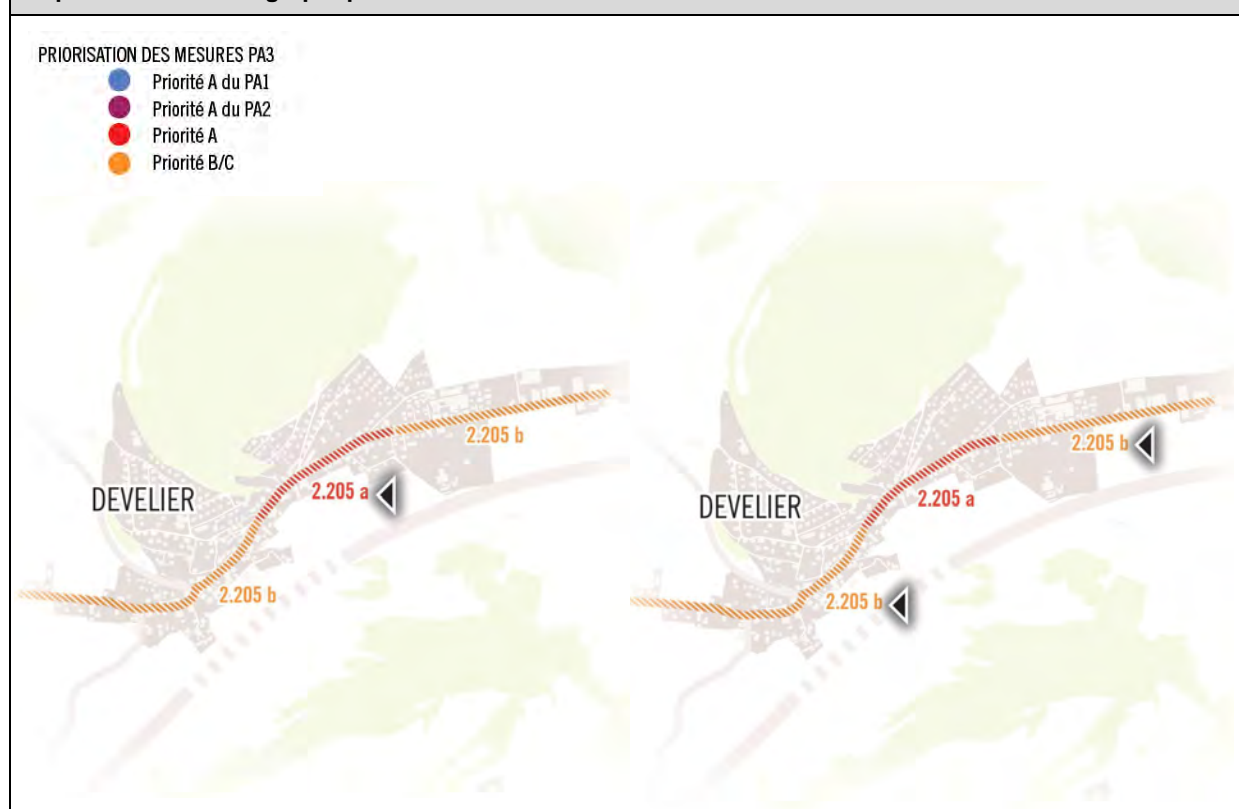 PRIORISATION DES MESURES PA3
Priorité A du PA1
Priorité A du PA2
Priorité A
Priorité B/C
2.205 b
2.205 a
DEVELIER
2.205 b
2.205 b
2.205 a
DEVELIER
2.205 b